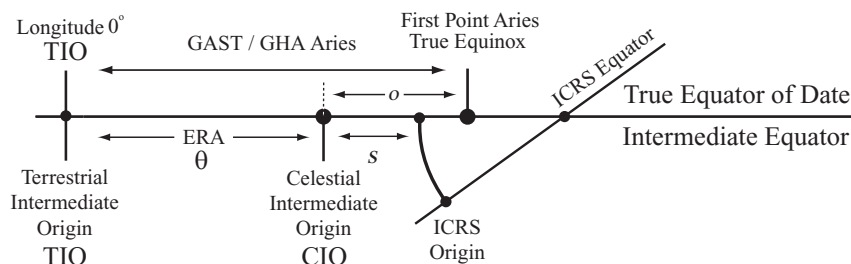 Longitude 0°
TIO
GAST / GHA Aries
First Point Aries
True Equinox
ICRS Equator
o
True Equator of Date
Intermediate Equator
ERA
θ
s
Terrestrial
Intermediate
Origin
TIO
Celestial
Intermediate
Origin
CIO
ICRS
Origin